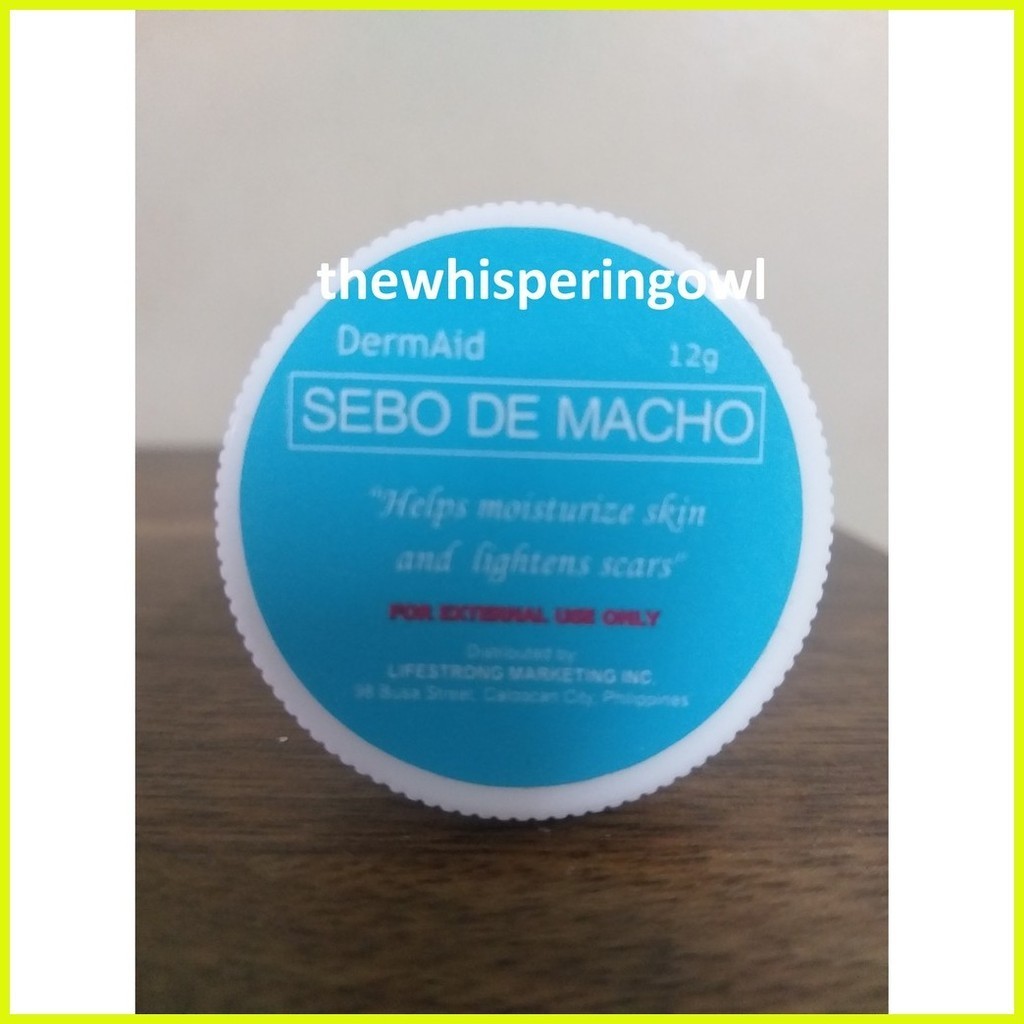 thewhisperingowl
DermAid 12g
SEBO DE MACHO
"Helps moisturize skin
and lightens scars"
FOR EXTERNAL USE ONLY
Distributed by
LIFESTRONG MARKETING INC.
98 Busa Street, Caloocan City, Philippines